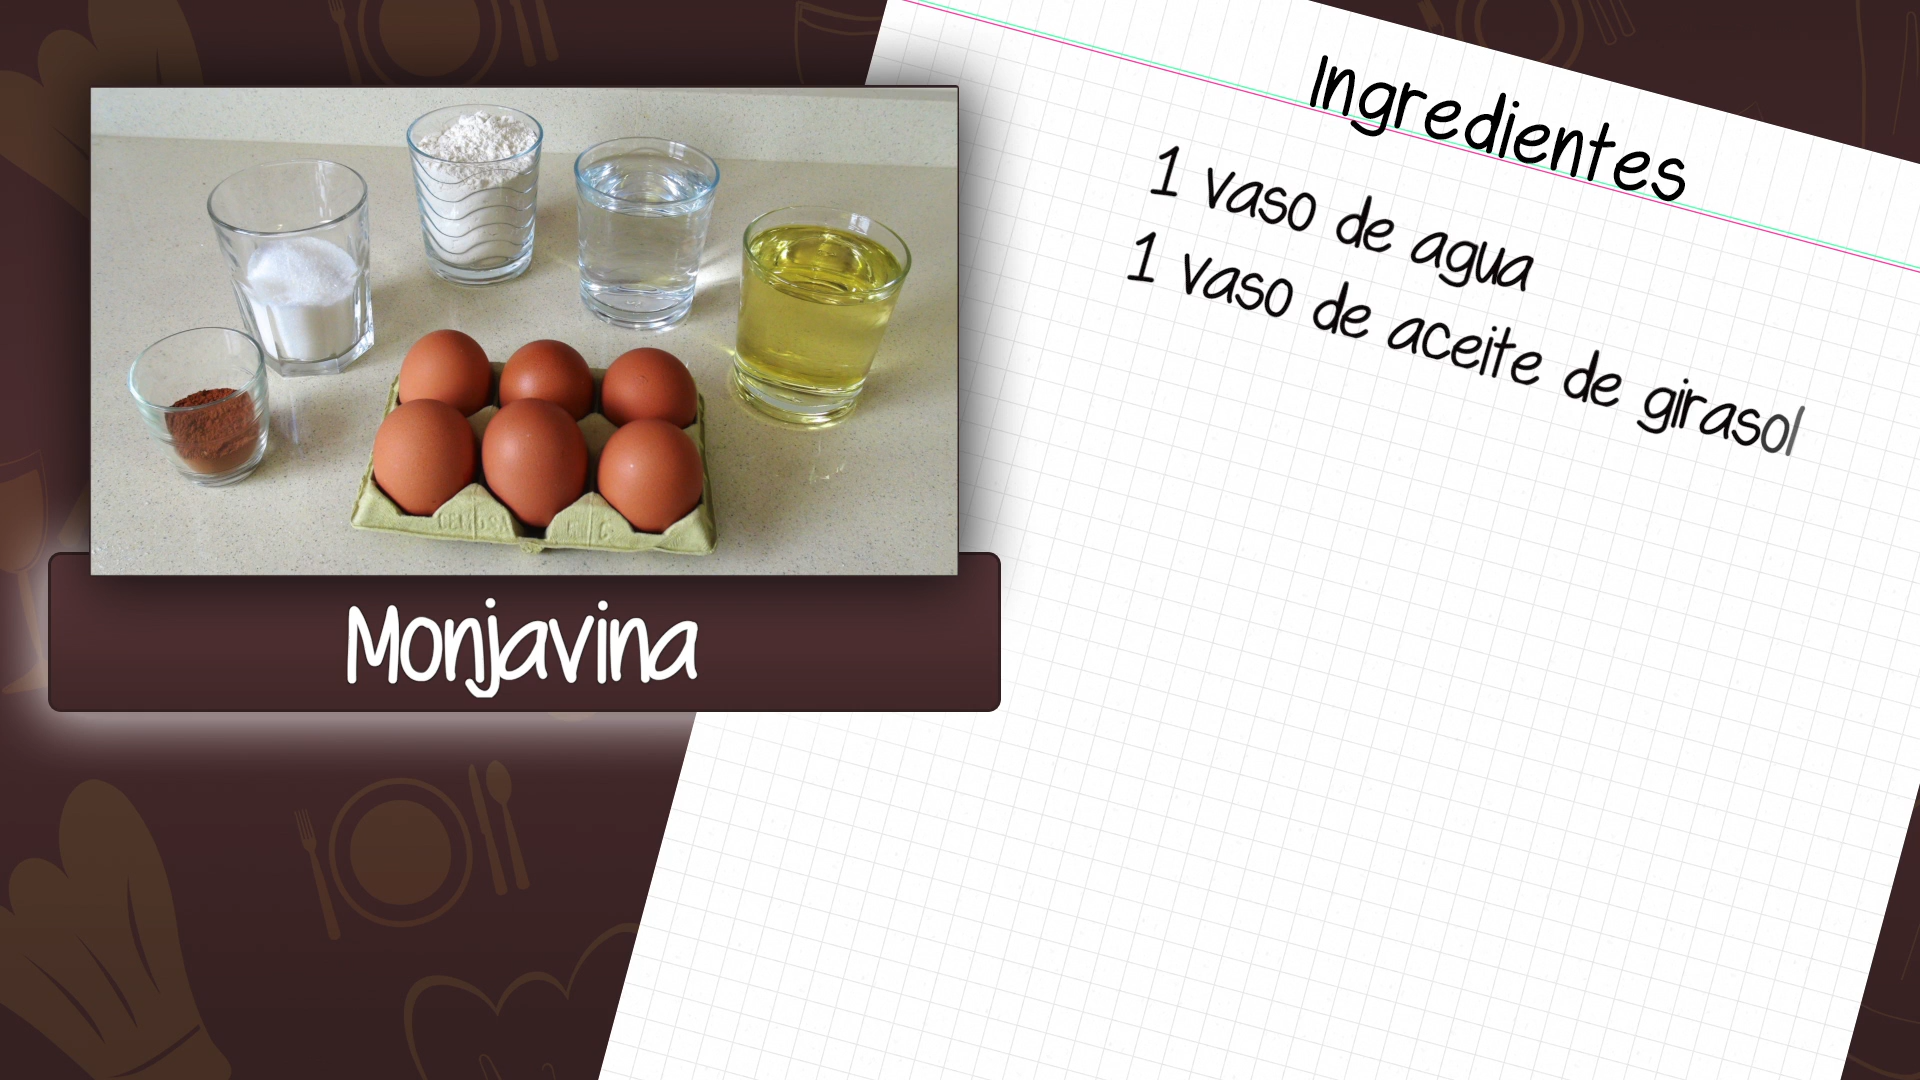 Ingredientes
1 vaso de agua
1 vaso de aceite de girasol
Monjavina